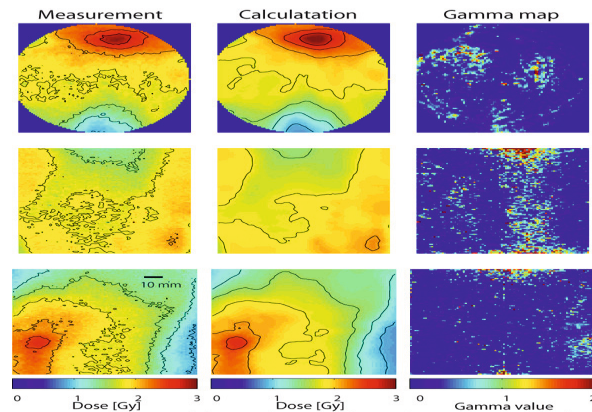 Measurement Calculatation Gamma map
10 mm
0 1 2 3 0 1 2 3 0 1 2
Dose [Gy] Dose [Gy] Gamma value